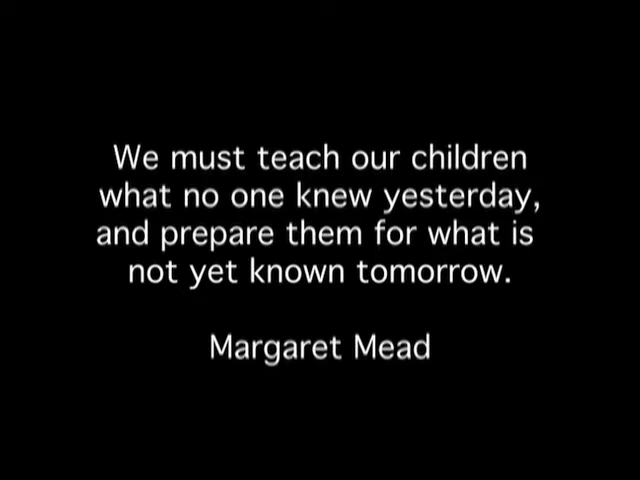 We must teach our children
what no one knew yesterday,
and prepare them for what is
not yet known tomorrow.
Margaret Mead